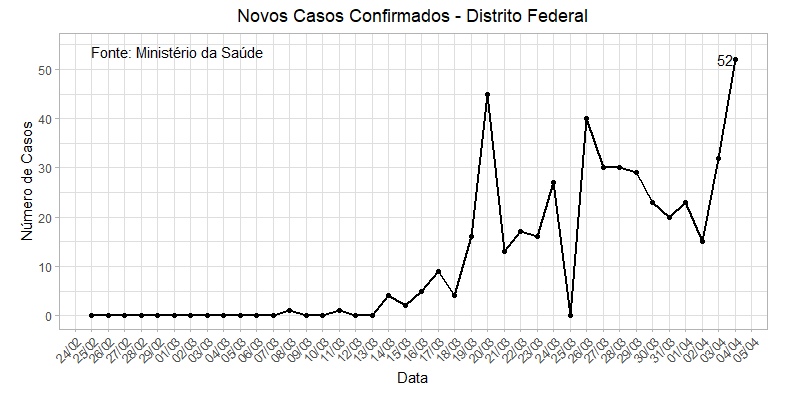 Novos Casos Confirmados - Distrito Federal
Fonte: Ministério da Saúde
52
50
40
30
20
10
0
Número de Casos
24/02 25/02 26/02 27/02 28/02 29/02 01/03 02/03 03/03 04/03 05/03 06/03 07/03 08/03 09/03 10/03 11/03 12/03 13/03 14/03 15/03 16/03 17/03 18/03 19/03 20/03 21/03 22/03 23/03 24/03 25/03 26/03 27/03 28/03 29/03 30/03 31/03 01/04 02/04 03/04 04/04 05/04
Data